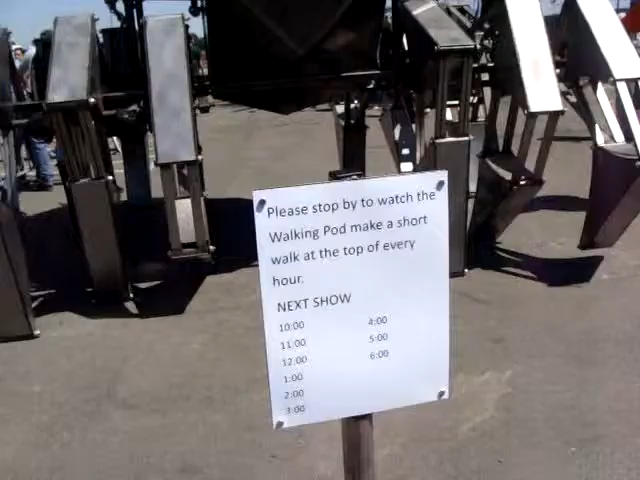 Please stop by to watch the
Walking Pod make a short
walk at the top of every
hour.
NEXT SHOW
10:00
11:00
12:00
1:00
2:00
3:00
4:00
5:00
6:00